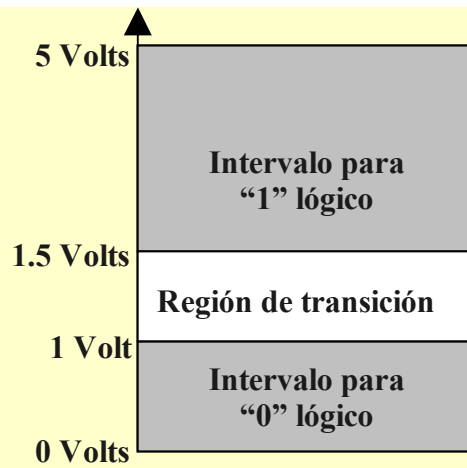 5 Volts
Intervalo para
“1” lógico
1.5 Volts
Región de transición
1 Volt
Intervalo para
“0” lógico
0 Volts